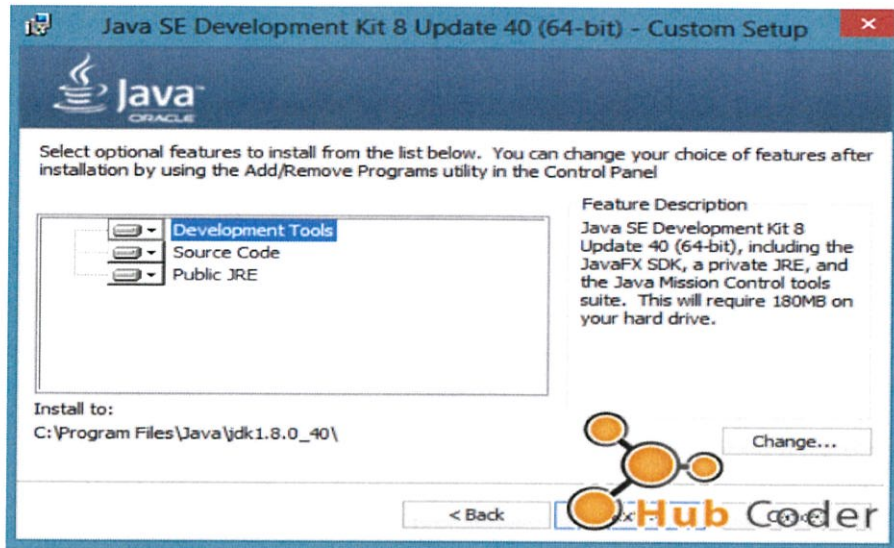 Java SE Development Kit 8 Update 40 (64-bit) - Custom Setup
Java™
ORACLE
Select optional features to install from the list below. You can change your choice of features after
installation by using the Add/Remove Programs utility in the Control Panel
Development Tools
Source Code
Public JRE
Feature Description
Java SE Development Kit 8
Update 40 (64-bit), including the
JavaFX SDK, a private JRE, and
the Java Mission Control tools
suite. This will require 180MB on
your hard drive.
Install to:
C:\Program Files\Java\jdk1.8.0_40\
Change...
< Back
Hub Coder